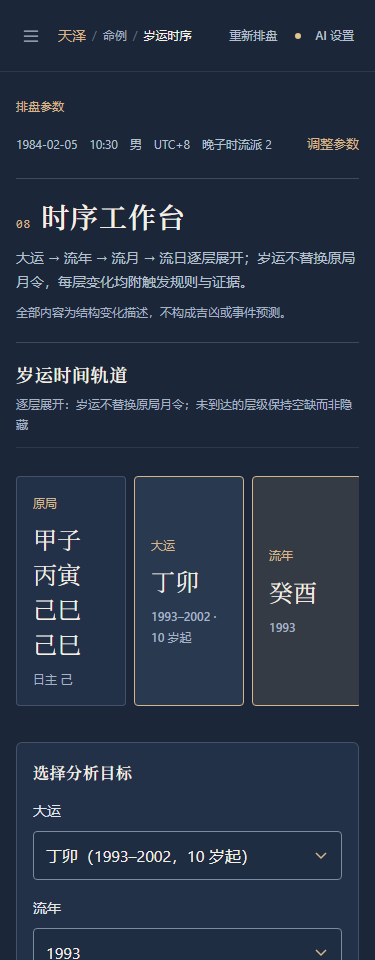 天泽 / 命例 / 岁运时序 重新排盘 AI 设置
排盘参数
1984-02-05 10:30 男 UTC+8 晚子时流派 2 调整参数
08 时序工作台
大运 → 流年 → 流月 → 流日逐层展开；岁运不替换原局
月令，每层变化均附触发规则与证据。
全部内容为结构变化描述，不构成吉凶或事件预测。
岁运时间轨道
逐层展开：岁运不替换原局月令；未到达的层级保持空缺而非隐
藏
原局
甲子
丙寅
己巳
己巳
日主 己
大运
丁卯
1993–2002 ·
10 岁起
流年
癸酉
1993
选择分析目标
大运
丁卯（1993–2002，10 岁起）
流年
1993